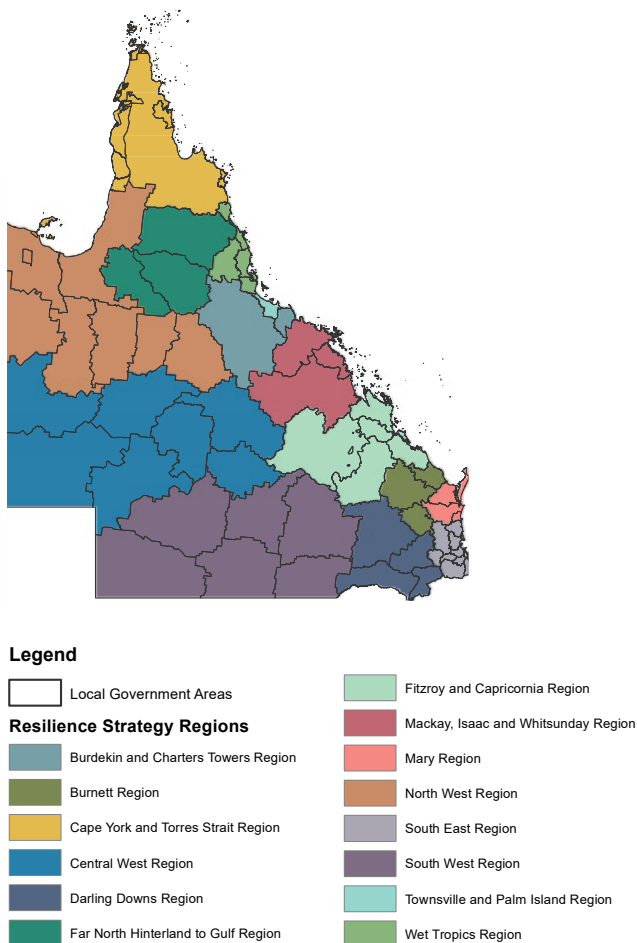 Legend
Local Government Areas
Resilience Strategy Regions
Burdekin and Charters Towers Region
Burnett Region
Cape York and Torres Strait Region
Central West Region
Darling Downs Region
Far North Hinterland to Gulf Region
Fitzroy and Capricornia Region
Mackay, Isaac and Whitsunday Region
Mary Region
North West Region
South East Region
South West Region
Townsville and Palm Island Region
Wet Tropics Region